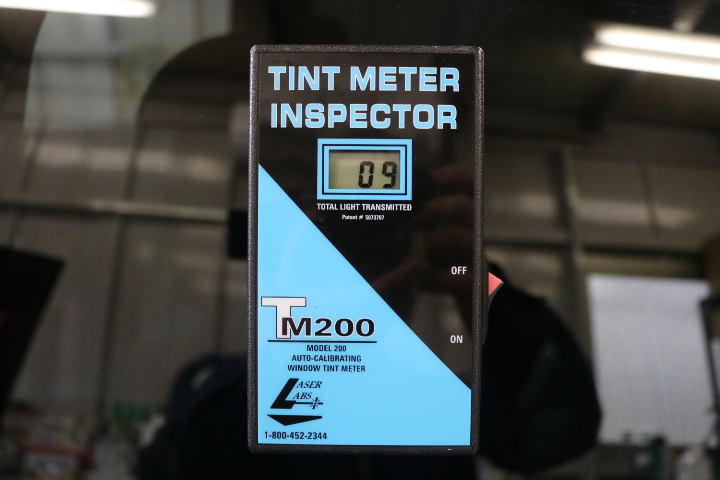 TINT METER
INSPECTOR
09
TOTAL LIGHT TRANSMITTED
Patent # 5073707
OFF
ON
TM200
MODEL 200
AUTO-CALIBRATING
WINDOW TINT METER
LASER
LABS
1-800-452-2344